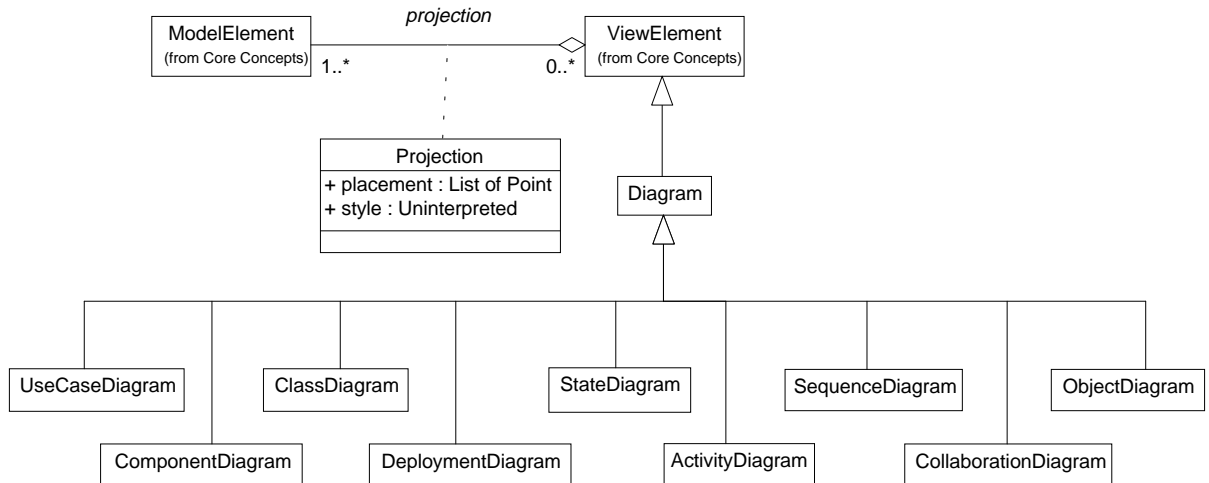 projection
ModelElement
(from Core Concepts)
ViewElement
(from Core Concepts)
1..*
0..*
Projection
+ placement : List of Point
+ style : Uninterpreted
Diagram
UseCaseDiagram
ClassDiagram
StateDiagram
SequenceDiagram
ObjectDiagram
ComponentDiagram
DeploymentDiagram
ActivityDiagram
CollaborationDiagram